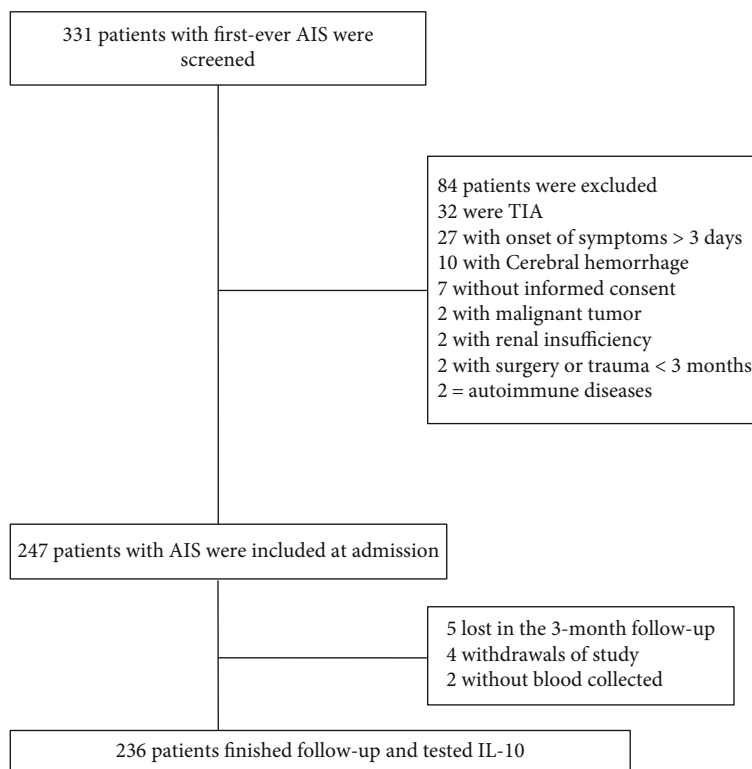 331 patients with first-ever AIS were
screened
84 patients were excluded
32 were TIA
27 with onset of symptoms > 3 days
10 with Cerebral hemorrhage
7 without informed consent
2 with malignant tumor
2 with renal insufficiency
2 with surgery or trauma < 3 months
2 = autoimmune diseases
247 patients with AIS were included at admission
5 lost in the 3-month follow-up
4 withdrawals of study
2 without blood collected
236 patients finished follow-up and tested IL-10